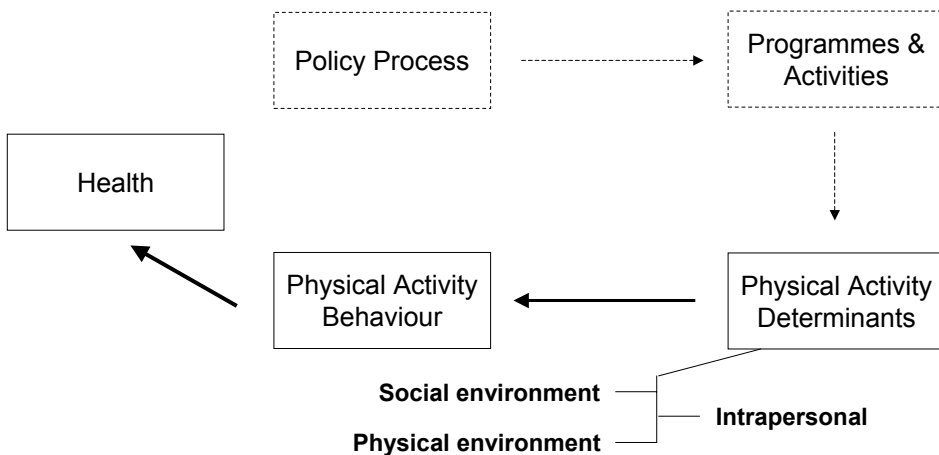 Policy Process
Programmes &
Activities
Health
Physical Activity
Behaviour
Physical Activity
Determinants
Social environment
Intrapersonal
Physical environment